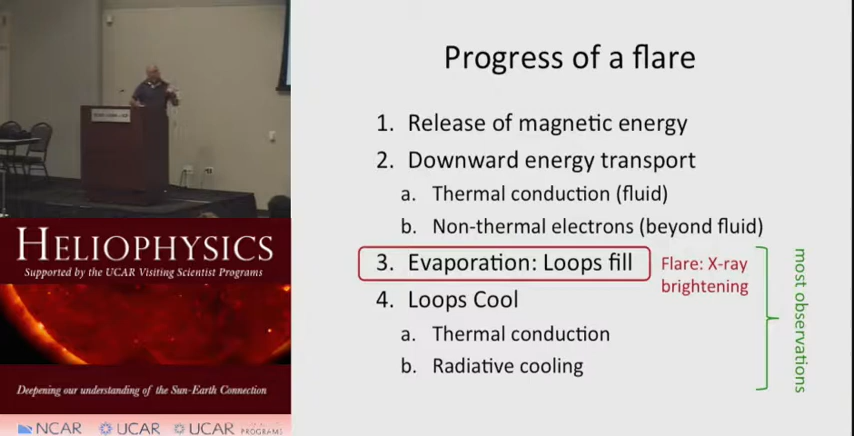 Progress of a flare
1. Release of magnetic energy
2. Downward energy transport
a. Thermal conduction (fluid)
b. Non-thermal electrons (beyond fluid)
3. Evaporation: Loops fill
Flare: X-ray
brightening
4. Loops Cool
a. Thermal conduction
b. Radiative cooling
most observations
HELIOPHYSICS
Supported by the UCAR Visiting Scientist Programs
Deepening our understanding of the Sun-Earth Connection
NCAR UCAR UCAR PROGRAMS